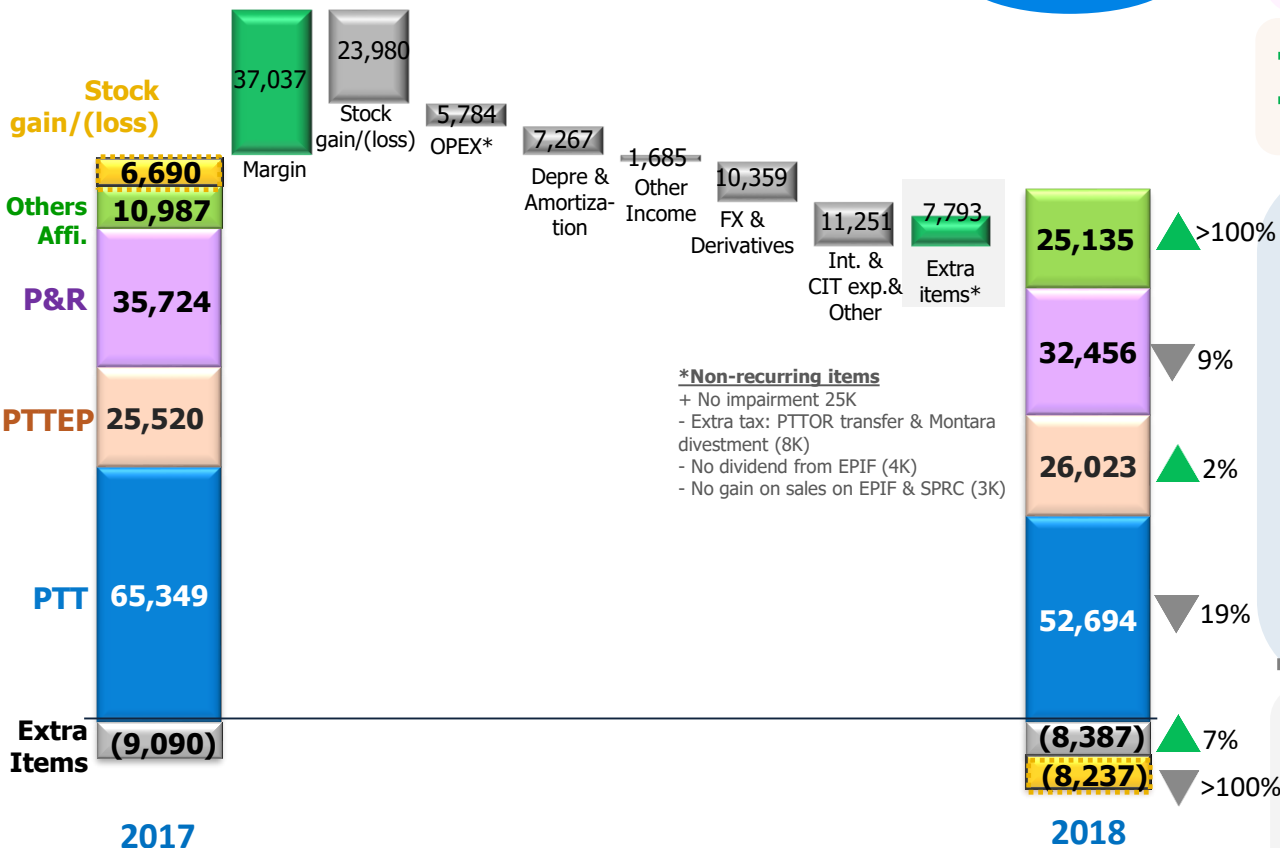 Stock
gain/(loss)
6,690
Others
Affi.
10,987
P&R
35,724
PTTEP
25,520
PTT
65,349
Extra
Items
(9,090)
2017
37,037
Margin
23,980
Stock
gain/(loss)
5,784
OPEX*
7,267
Depre &
Amortiza-
tion
1,685
Other
Income
10,359
FX &
Derivatives
11,251
Int. &
CIT exp.&
Other
7,793
Extra
items*
*Non-recurring items
+ No impairment 25K
- Extra tax: PTTOR transfer & Montara
divestment (8K)
- No dividend from EPIF (4K)
- No gain on sales on EPIF & SPRC (3K)
25,135
>100%
32,456
9%
26,023
2%
52,694
19%
(8,387)
7%
(8,237)
>100%
2018